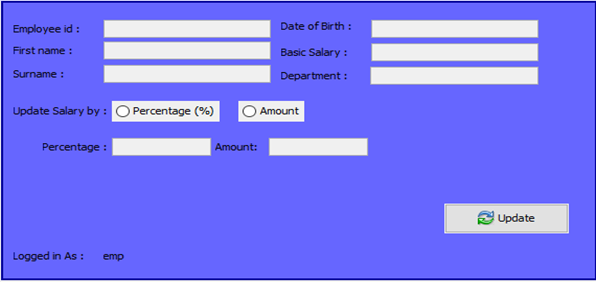 Employee id : Date of Birth :
First name : Basic Salary :
Surname : Department :
Update Salary by : Percentage (%) Amount
Percentage : Amount:
Update
Logged in As : emp